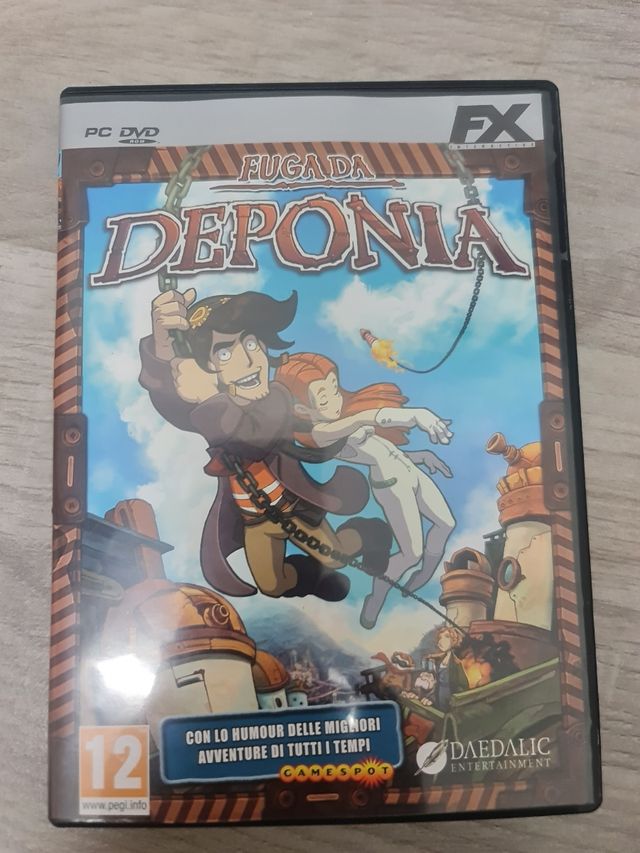 PC DVD
ROM
FX
INTERACTIVE
FUGA DA
DEPONIA
12
www.pegi.info
CON LO HUMOUR DELLE MIGLIORI
AVVENTURE DI TUTTI I TEMPI
GAMESPOT
DAEDALIC
ENTERTAINMENT